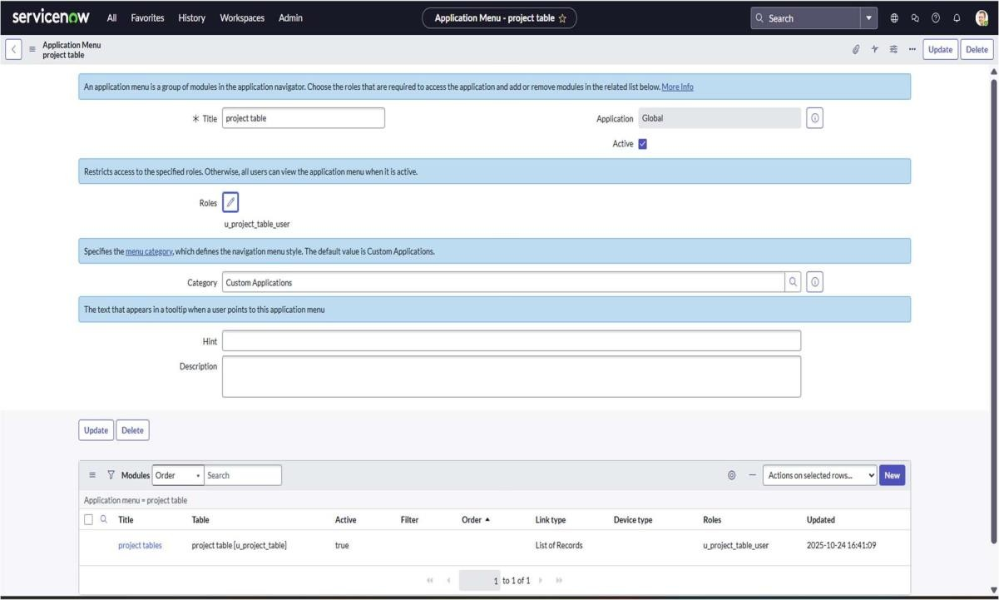 servicenow All Favorites History Workspaces Admin Application Menu - project table Search
Application Menu
project table
Update Delete
An application menu is a group of modules in the application navigator. Choose the roles that are required to access the application and add or remove modules in the related list below. More Info
Title project table Application Global
Active
Restricts access to the specified roles. Otherwise, all users can view the application menu when it is active.
Roles
u_project_table_user
Specifies the menu category, which defines the navigation menu style. The default value is Custom Applications.
Category Custom Applications
The text that appears in a tooltip when a user points to this application menu
Hint
Description
Update Delete
Modules Order Search Actions on selected rows... New
Application menu = project table
Title Table Active Filter Order Link type Device type Roles Updated
project tables project table [u_project_table] true List of Records u_project_table_user 2025-10-24 16:41:09
1 to 1 of 1